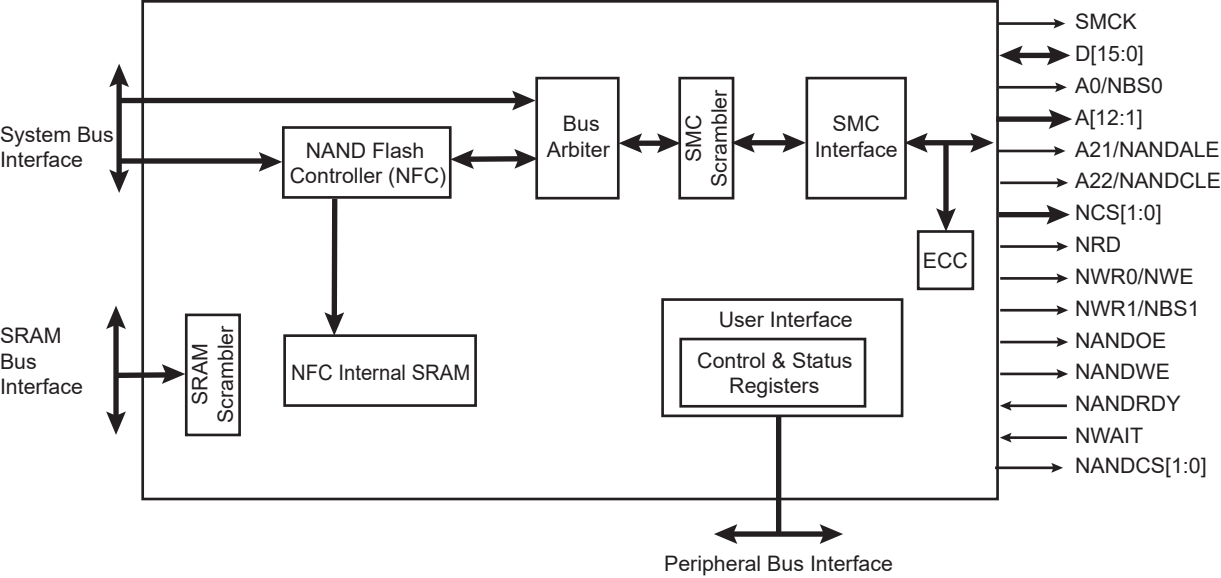 System Bus
Interface
SRAM
Bus
Interface
NAND Flash
Controller (NFC)
Bus
Arbiter
SMC
Scrambler
SMC
Interface
ECC
SRAM
Scrambler
NFC Internal SRAM
User Interface
Control & Status
Registers
Peripheral Bus Interface
SMCK
D[15:0]
A0/NBS0
A[12:1]
A21/NANDALE
A22/NANDCLE
NCS[1:0]
NRD
NWR0/NWE
NWR1/NBS1
NANDOE
NANDWE
NANDRDY
NWAIT
NANDCS[1:0]